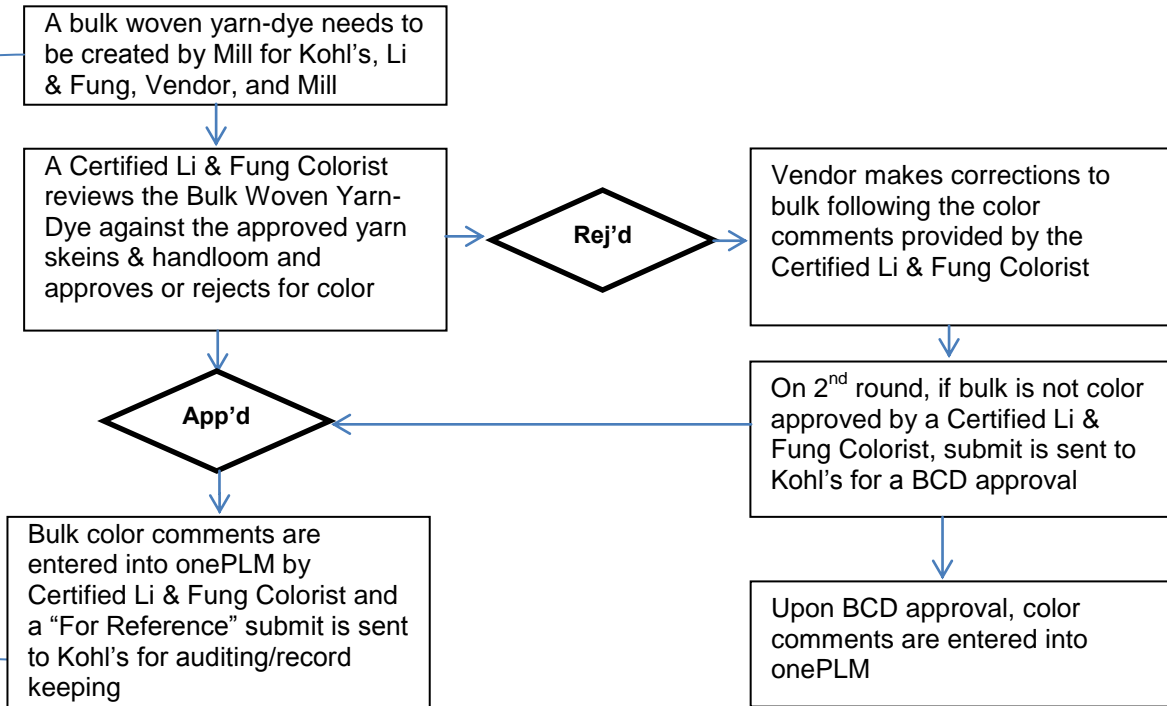 A bulk woven yarn-dye needs to
be created by Mill for Kohl’s, Li
& Fung, Vendor, and Mill
A Certified Li & Fung Colorist
reviews the Bulk Woven Yarn-
Dye against the approved yarn
skeins & handloom and
approves or rejects for color
Rej’d
Vendor makes corrections to
bulk following the color
comments provided by the
Certified Li & Fung Colorist
App’d
On 2nd round, if bulk is not color
approved by a Certified Li &
Fung Colorist, submit is sent to
Kohl’s for a BCD approval
Bulk color comments are
entered into onePLM by
Certified Li & Fung Colorist and
a “For Reference” submit is sent
to Kohl’s for auditing/record
keeping
Upon BCD approval, color
comments are entered into
onePLM